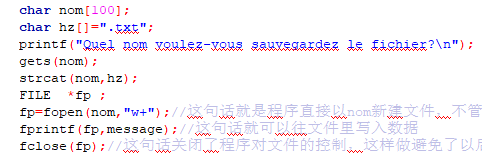 char nom[100];
char hz[]=".txt";
printf("Quel nom voulez-vous sauvegardez le fichier?\n");
gets(nom);
strcat(nom,hz);
FILE  *fp ;
fp=fopen(nom,"w+");//这句话就是程序直接以nom新建文件、不管
fprintf(fp,message);//这句话就可以往文件里写入数据
fclose(fp);//这句话关闭了程序对文件的控制、这样做避免了以后